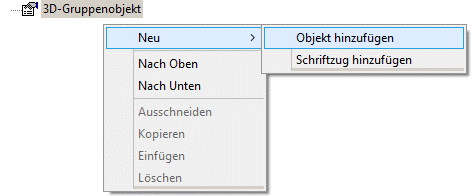 3D-Gruppenobjekt
Neu
Objekt hinzufügen
Schriftzug hinzufügen
Nach Oben
Nach Unten
Ausschneiden
Kopieren
Einfügen
Löschen